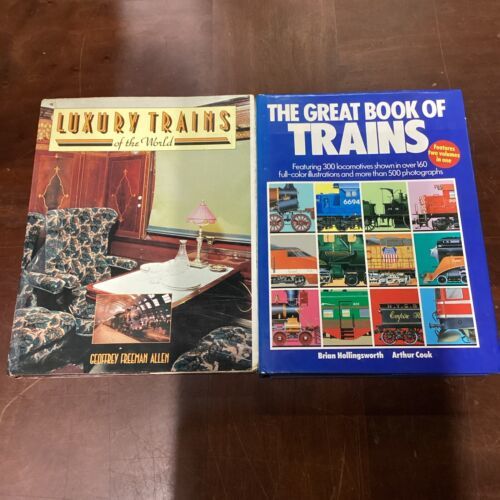 LUXURY TRAINS
of the World
GEOFFREY FREEMAN ALLEN
THE GREAT BOOK OF
TRAINS
Features
two volumes
in one
Featuring 300 locomotives shown in over 160
full-color illustrations and more than 500 photographs
6694
Brian Hollingsworth Arthur Cook